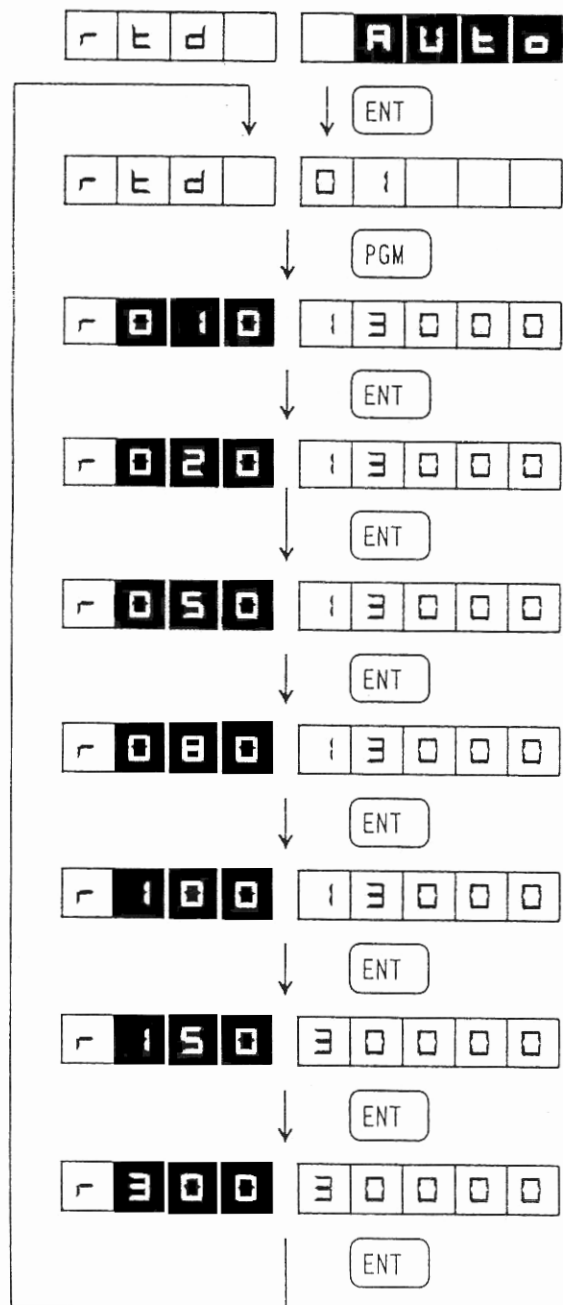 rtd AUto
ENT
rtd 01
PGM
r010 13000
ENT
r020 13000
ENT
r050 13000
ENT
r080 13000
ENT
r100 13000
ENT
r150 30000
ENT
r300 30000
ENT